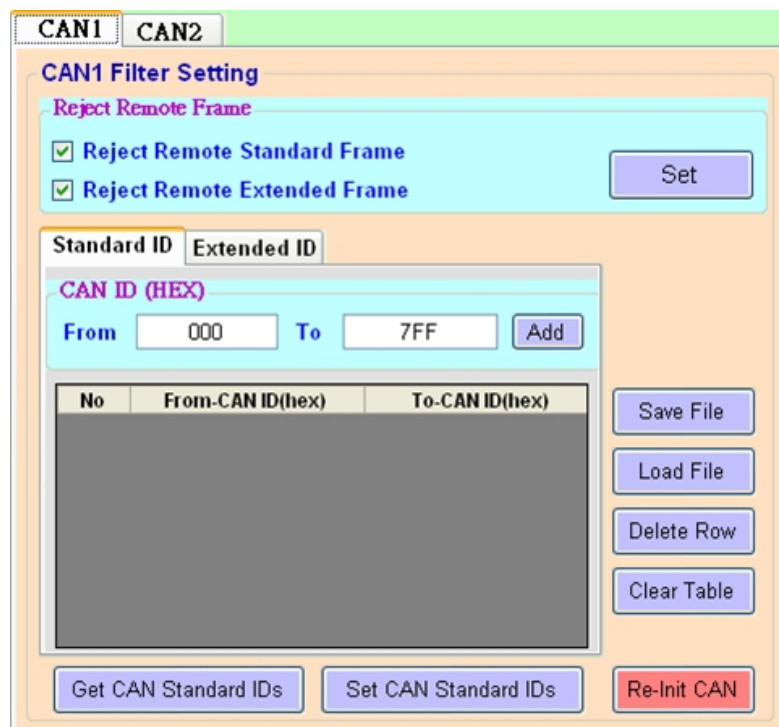 CAN1 CAN2
CAN1 Filter Setting
Reject Remote Frame
Reject Remote Standard Frame
Reject Remote Extended Frame
Set
Standard ID Extended ID
CAN ID (HEX)
From 000 To 7FF Add
No From-CAN ID(hex) To-CAN ID(hex)
Save File
Load File
Delete Row
Clear Table
Get CAN Standard IDs Set CAN Standard IDs Re-Init CAN